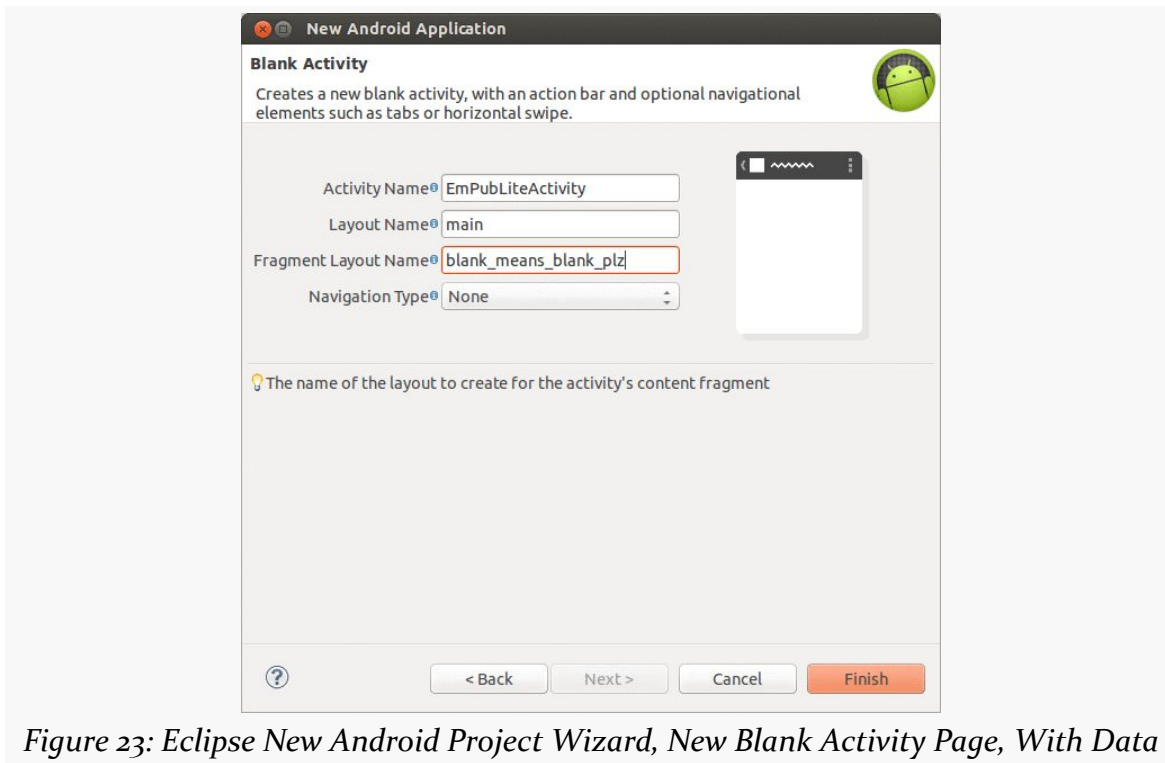 New Android Application
Blank Activity
Creates a new blank activity, with an action bar and optional navigational
elements such as tabs or horizontal swipe.
Activity Name EmPubLiteActivity
Layout Name main
Fragment Layout Name blank_means_blank_plz
Navigation Type None
The name of the layout to create for the activity's content fragment
< Back Next > Cancel Finish
Figure 23: Eclipse New Android Project Wizard, New Blank Activity Page, With Data